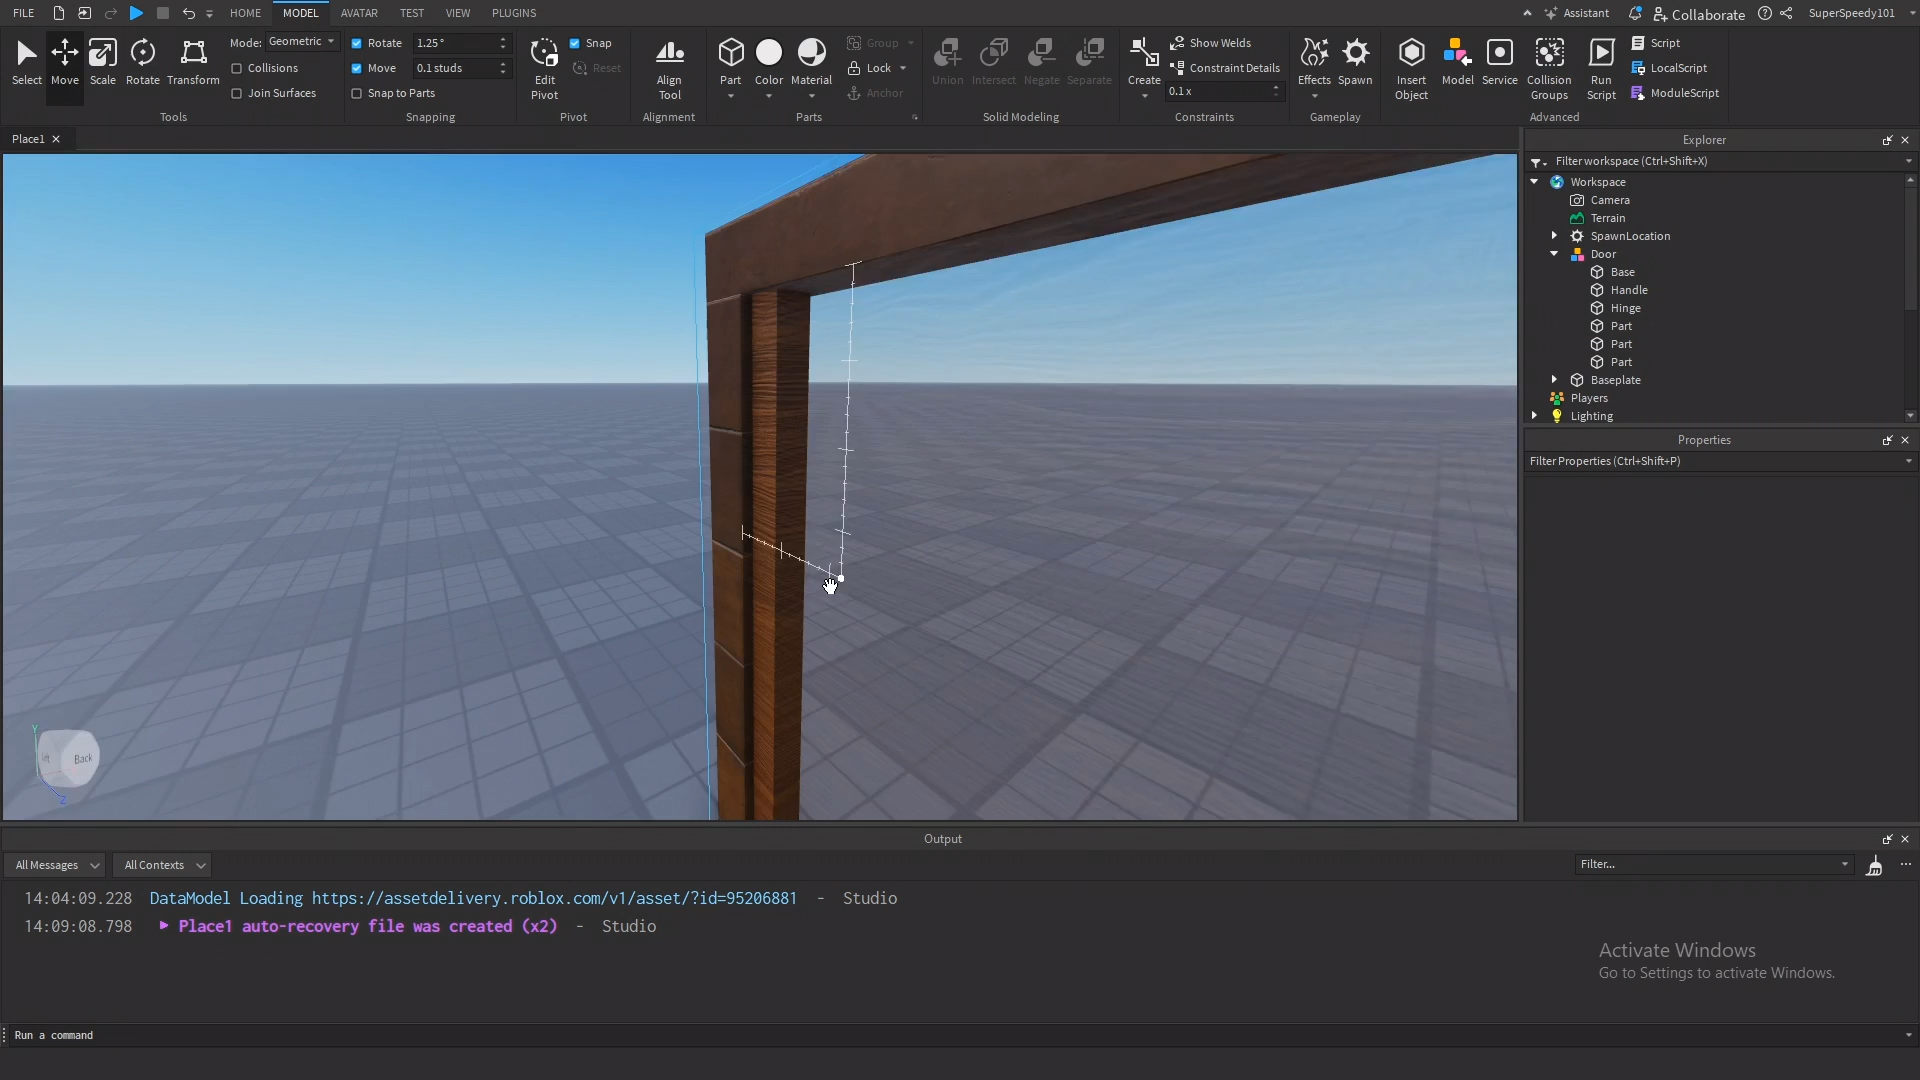 FILE HOME MODEL AVATAR TEST VIEW PLUGINS Assistant Collaborate SuperSpeedy101
Select Move Scale Rotate Transform
Mode: Geometric
Collisions
Join Surfaces
Tools
Rotate 1.25°
Move 0.1 studs
Snap to Parts
Snapping
Edit Pivot
Snap
Reset
Pivot
Align Tool
Alignment
Part Color Material
Group
Lock
Anchor
Parts
Union Intersect Negate Separate
Solid Modeling
Create
Show Welds
Constraint Details
0.1 x
Constraints
Effects Spawn
Gameplay
Insert Object
Model
Service
Collision Groups
Run Script
Script
LocalScript
ModuleScript
Advanced
Place1
Explorer
Filter workspace (Ctrl+Shift+X)
Workspace
Camera
Terrain
SpawnLocation
Door
Base
Handle
Hinge
Part
Part
Part
Baseplate
Players
Lighting
Properties
Filter Properties (Ctrl+Shift+P)
Y
Back
Z
Output
All Messages All Contexts Filter...
14:04:09.228 DataModel Loading https://assetdelivery.roblox.com/v1/asset/?id=95206881 - Studio
14:09:08.798 Place1 auto-recovery file was created (x2) - Studio
Activate Windows
Go to Settings to activate Windows.
Run a command